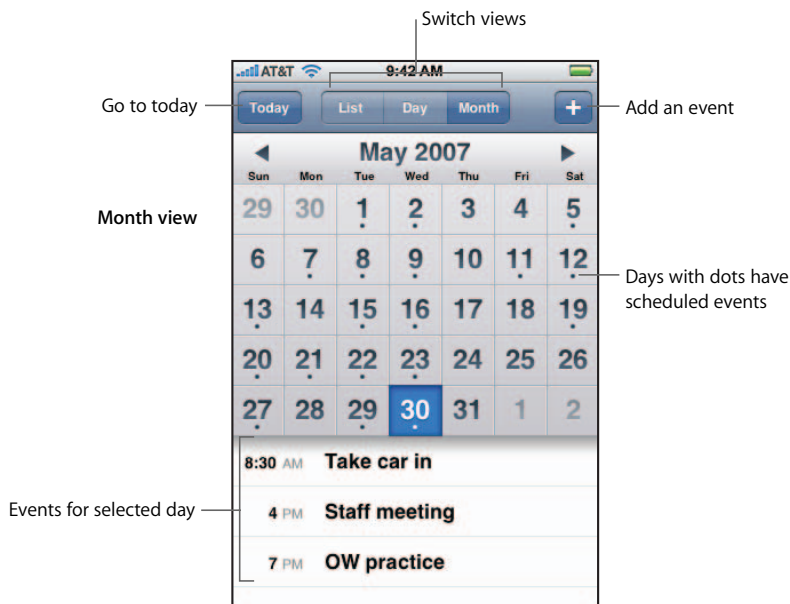 Switch views
AT&T 9:42 AM
Go to today
Today List Day Month +
Add an event
May 2007
Sun Mon Tue Wed Thu Fri Sat
Month view
29 30 1 2 3 4 5
6 7 8 9 10 11 12
Days with dots have
scheduled events
13 14 15 16 17 18 19
20 21 22 23 24 25 26
27 28 29 30 31 1 2
8:30 AM Take car in
Events for selected day
4 PM Staff meeting
7 PM OW practice